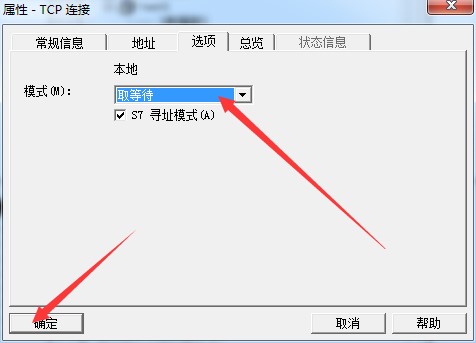 属性 - TCP 连接
常规信息 地址 选项 总览 状态信息
本地
模式(M): 取等待
S7 寻址模式(A)
确定 取消 帮助